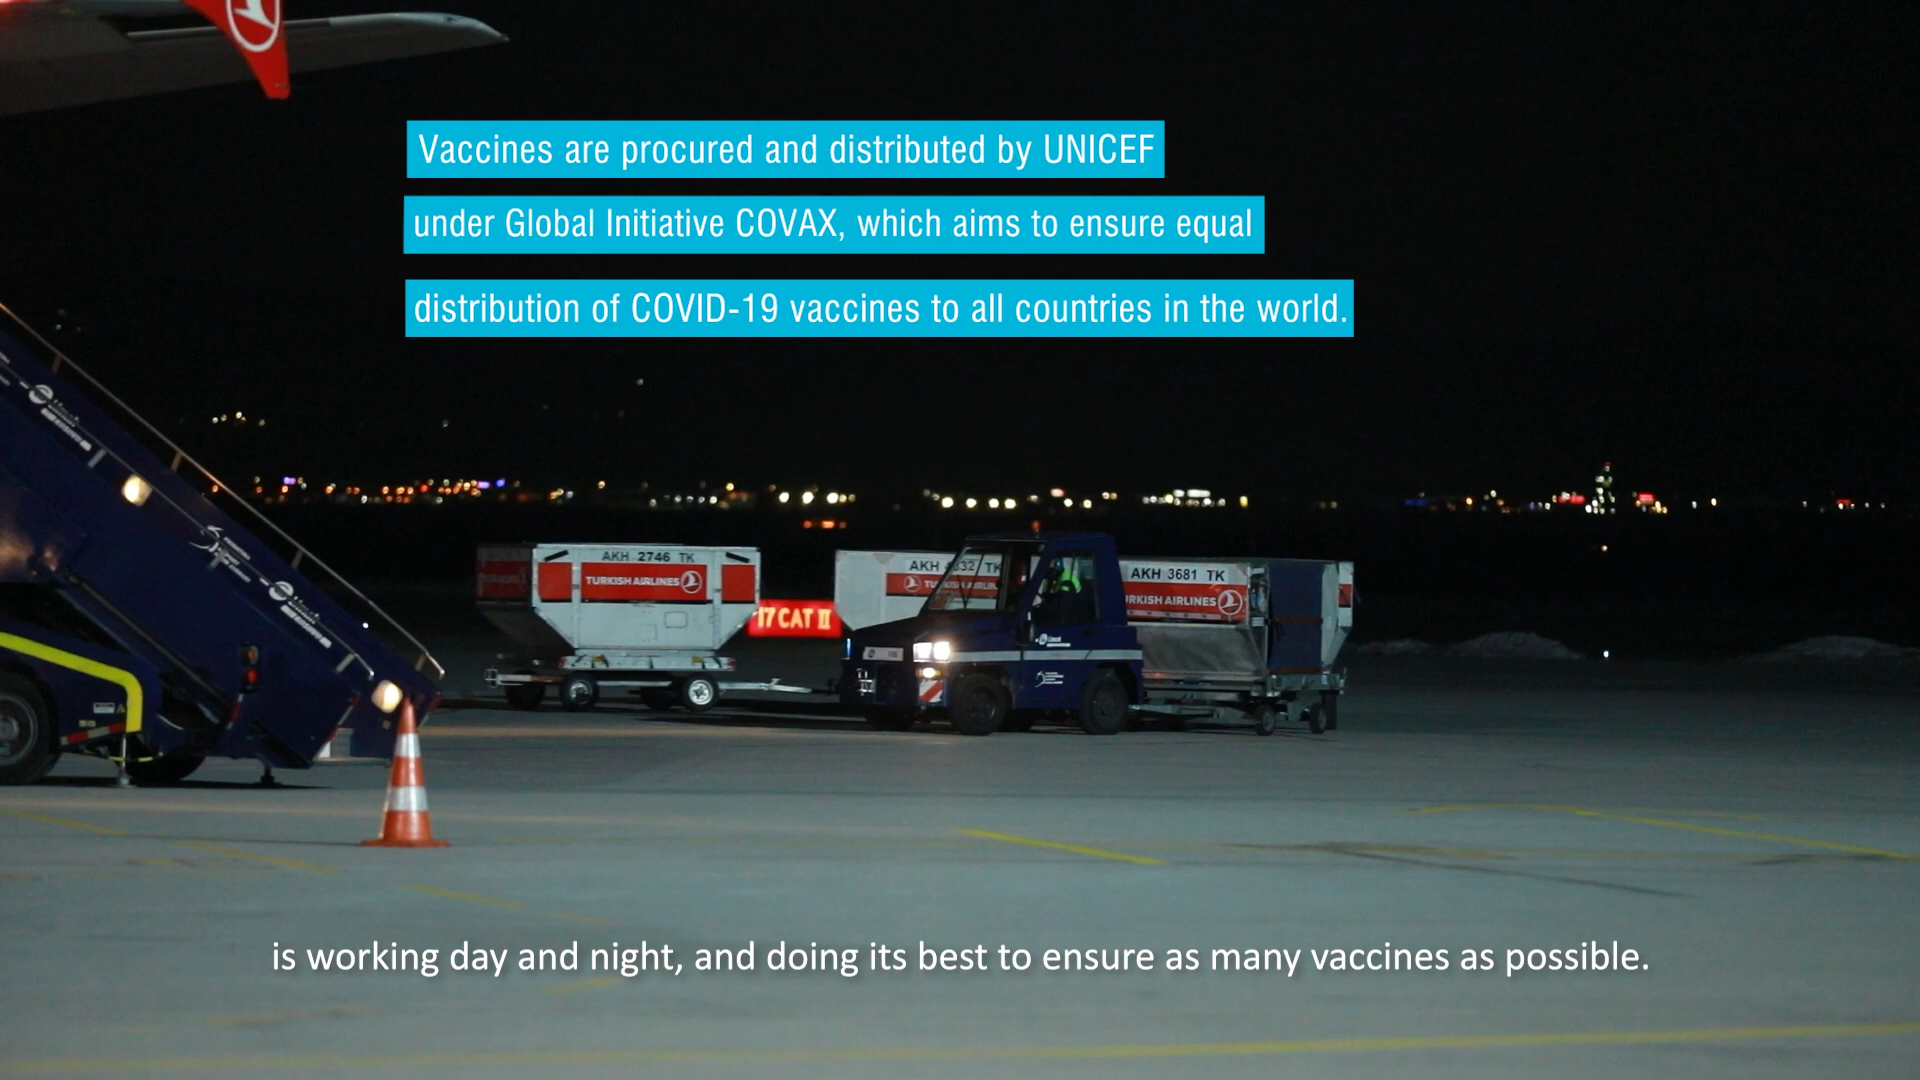 Vaccines are procured and distributed by UNICEF
under Global Initiative COVAX, which aims to ensure equal
distribution of COVID-19 vaccines to all countries in the world.
AKH 2746 TK
TURKISH AIRLINES
17 CAT II
AKH 3681 TK
TURKISH AIRLINES
is working day and night, and doing its best to ensure as many vaccines as possible.